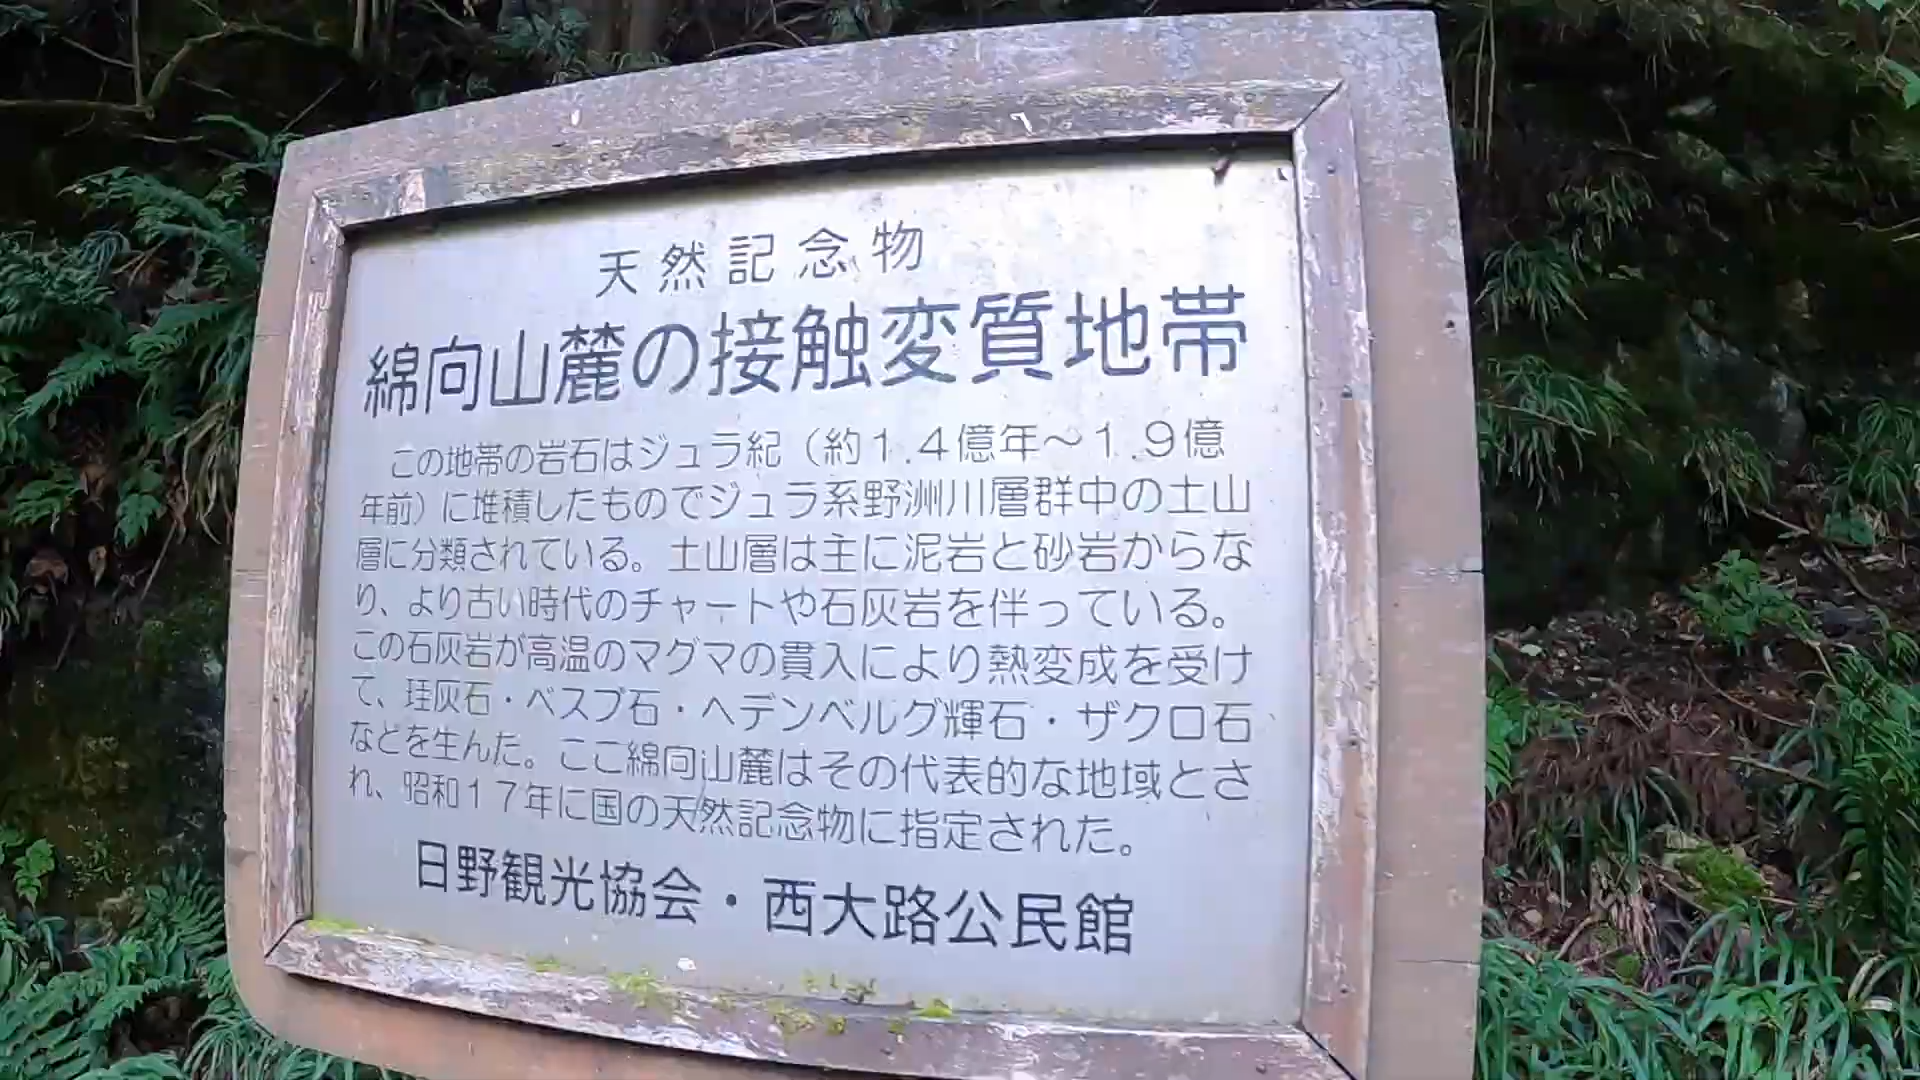 天然記念物
綿向山麓の接触変質地帯
この地帯の岩石はジュラ紀（約１.４億年～１.９億
年前）に堆積したものでジュラ系野洲川層群中の土山
層に分類されている。土山層は主に泥岩と砂岩からな
り、より古い時代のチャートや石灰岩を伴っている。
この石灰岩が高温のマグマの貫入により熱変成を受け
て、珪灰石・ベスブ石・ヘデンベルグ輝石・ザクロ石
などを生んだ。ここ綿向山麓はその代表的な地域とさ
れ、昭和１７年に国の天然記念物に指定された。
日野観光協会・西大路公民館